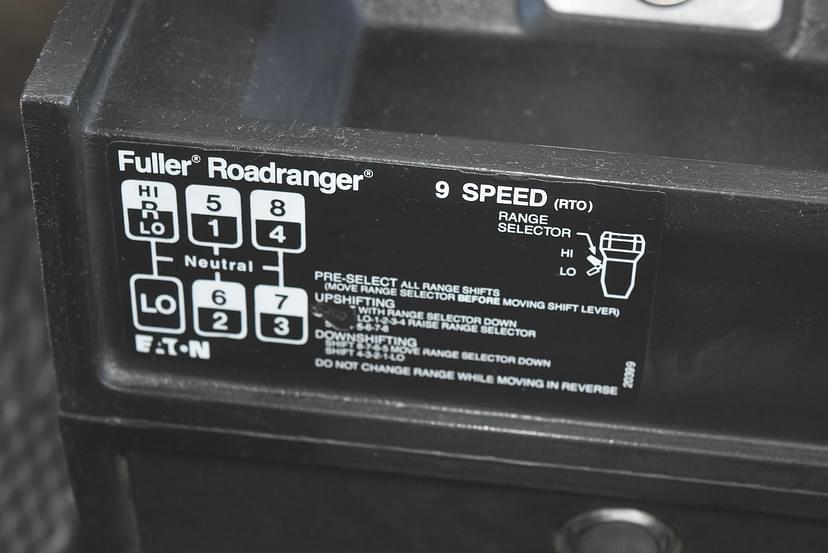 Fuller® Roadranger®
9 SPEED (RTO)
HI
R
LO
5
1
8
4
Neutral
LO
6
2
7
3
EATON
RANGE
SELECTOR
HI
LO
PRE-SELECT ALL RANGE SHIFTS
(MOVE RANGE SELECTOR BEFORE MOVING SHIFT LEVER)
UPSHIFTING
WITH RANGE SELECTOR DOWN
LO-1-2-3-4 RAISE RANGE SELECTOR
5-6-7-8
DOWNSHIFTING
SHIFT 8-7-6-5 MOVE RANGE SELECTOR DOWN
SHIFT 4-3-2-1-LO
DO NOT CHANGE RANGE WHILE MOVING IN REVERSE
20399